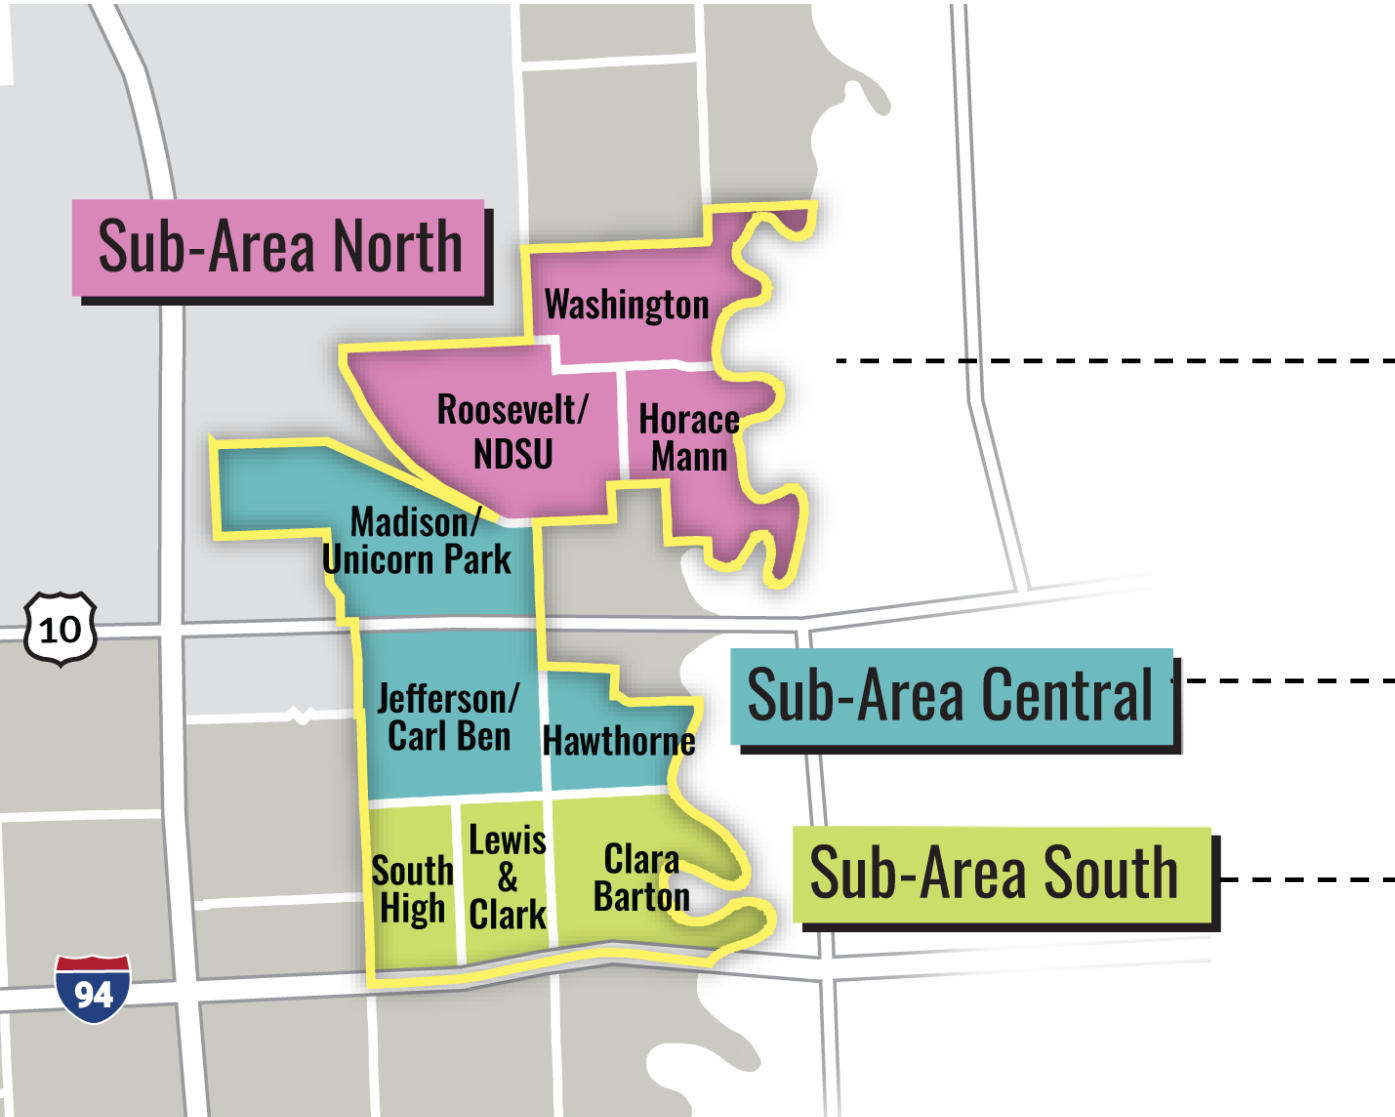 Sub-Area North
Washington
Roosevelt/
NDSU
Horace
Mann
Madison/
Unicorn Park
10
Jefferson/
Carl Ben
Hawthorne
Sub-Area Central
South
High
Lewis
&
Clark
Clara
Barton
Sub-Area South
94